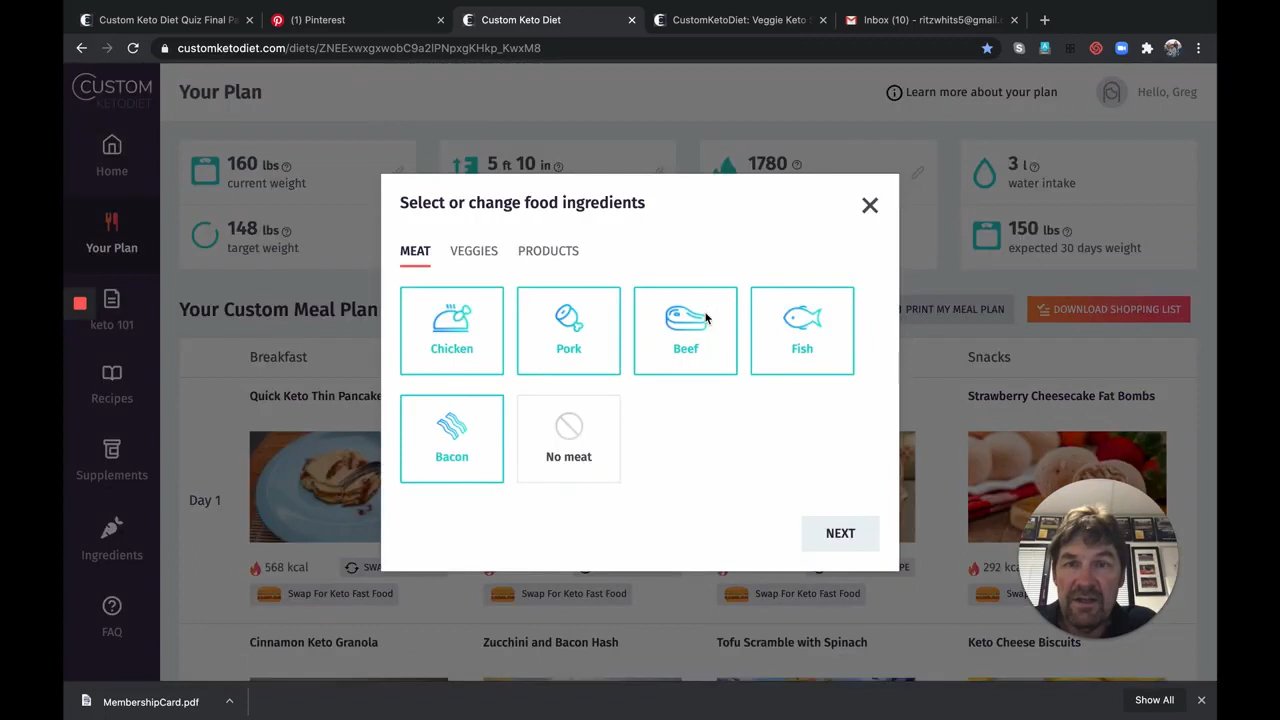 Custom Keto Diet Quiz Final Pa
(1) Pinterest
Custom Keto Diet
CustomKetoDiet: Veggie Keto
Inbox (10) - ritzwhits5@gmail.c
customketodiet.com/diets/ZNEExwxgxwobC9a2lPNpxgKHkp_KwxM8
CUSTOM
KETODIET
Your Plan
Learn more about your plan
Hello, Greg
Home
Your Plan
keto 101
Recipes
Supplements
Ingredients
FAQ
160 lbs
current weight
148 lbs
target weight
5 ft 10 in
1780
3 l
water intake
150 lbs
expected 30 days weight
Select or change food ingredients
MEAT
VEGGIES
PRODUCTS
Chicken
Pork
Beef
Fish
Bacon
No meat
NEXT
Your Custom Meal Plan
PRINT MY MEAL PLAN
DOWNLOAD SHOPPING LIST
Breakfast
Snacks
Quick Keto Thin Pancake
Strawberry Cheesecake Fat Bombs
Day 1
568 kcal
SWA
PE
292 kcal
Swap For Keto Fast Food
Swap For Keto Fast Food
Swap For Keto Fast Food
Swap
Cinnamon Keto Granola
Zucchini and Bacon Hash
Tofu Scramble with Spinach
Keto Cheese Biscuits
MembershipCard.pdf
Show All